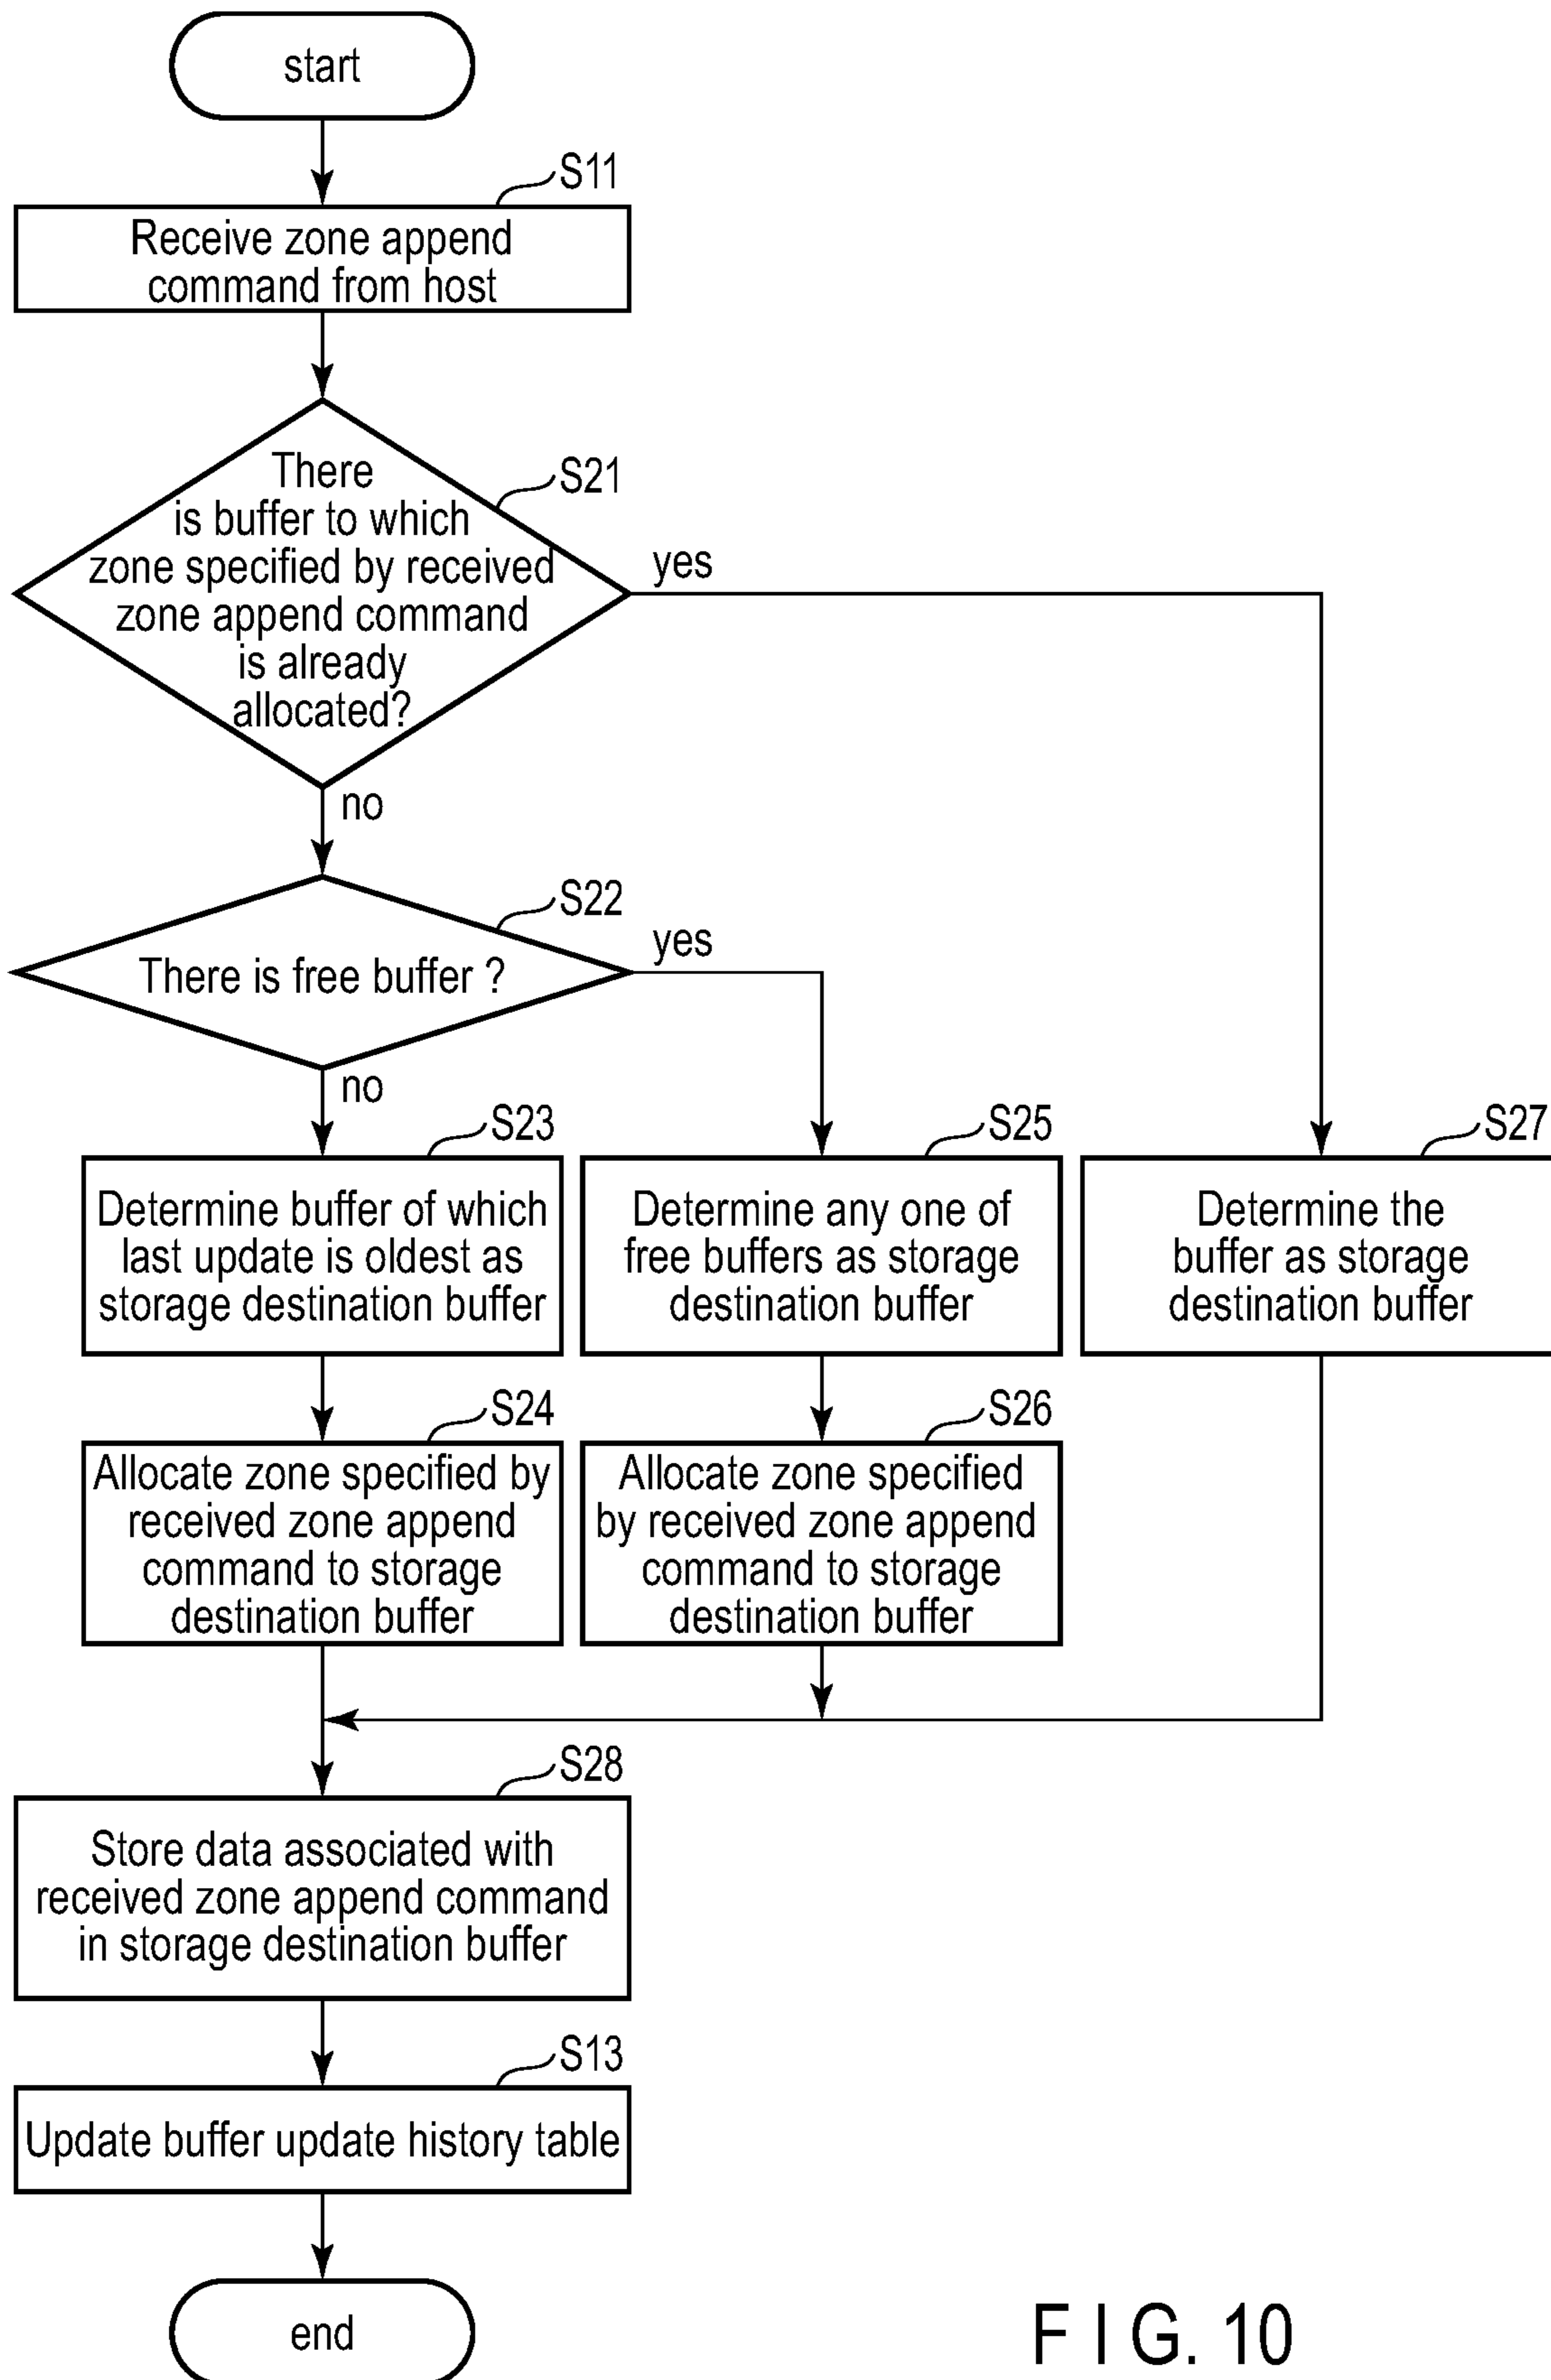 start
S11
Receive zone append
command from host
S21
There
is buffer to which
zone specified by received
zone append command
is already
allocated?
yes
no
S22
There is free buffer ?
yes
no
S23
Determine buffer of which
last update is oldest as
storage destination buffer
S25
Determine any one of
free buffers as storage
destination buffer
S27
Determine the
buffer as storage
destination buffer
S24
Allocate zone specified by
received zone append
command to storage
destination buffer
S26
Allocate zone specified
by received zone append
command to storage
destination buffer
S28
Store data associated with
received zone append command
in storage destination buffer
S13
Update buffer update history table
end
FIG. 10